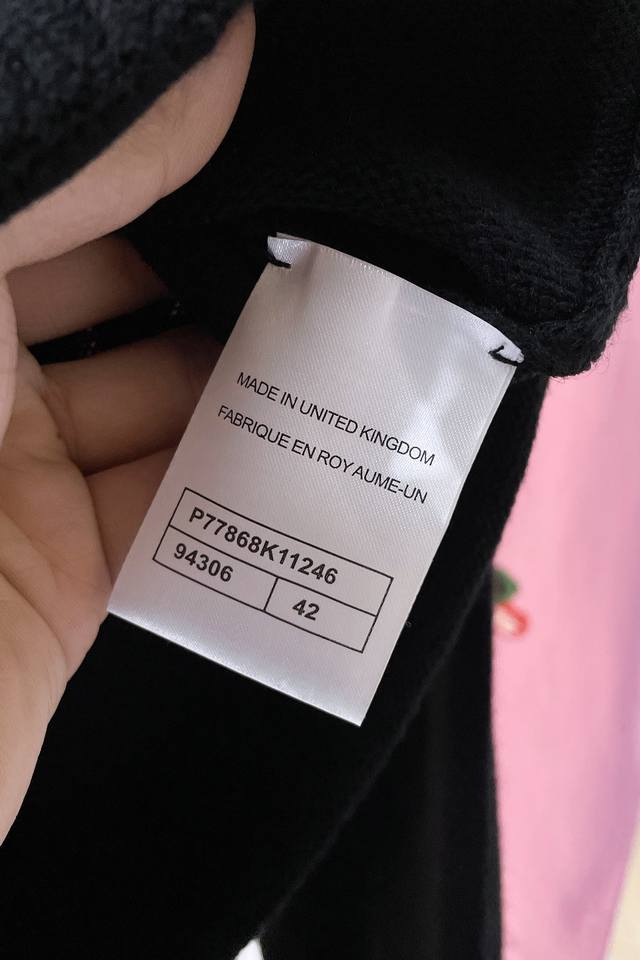 MADE IN UNITED KINGDOM
FABRIQUE EN ROY AUME-UN
P77868K11246
94306 42